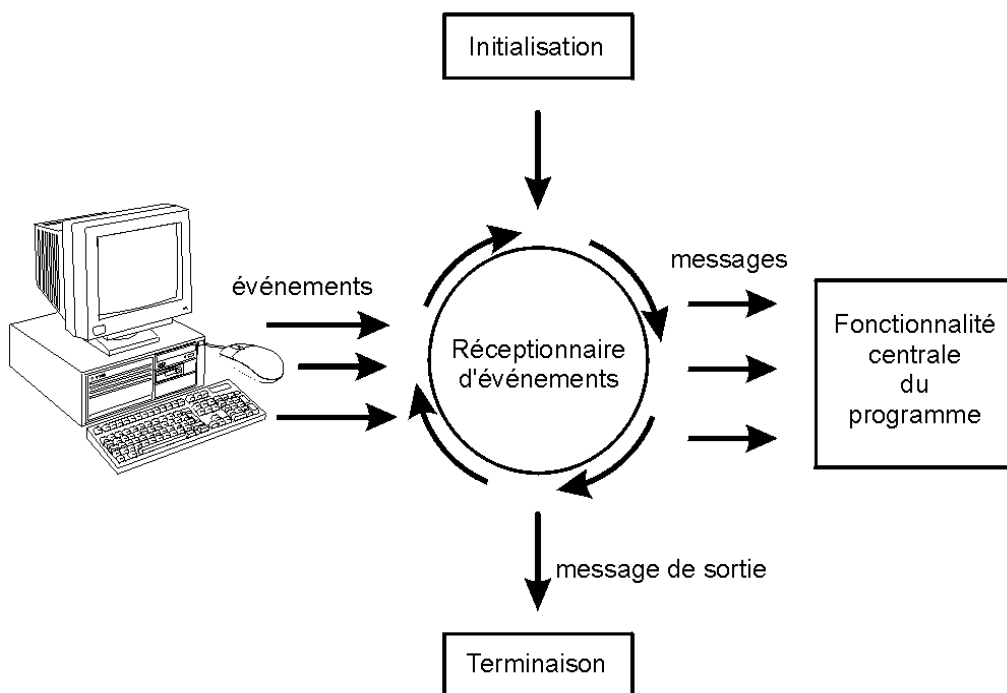 Initialisation
messages
événements
Réceptionnaire
d'événements
Fonctionnalité
centrale
du
programme
message de sortie
Terminaison